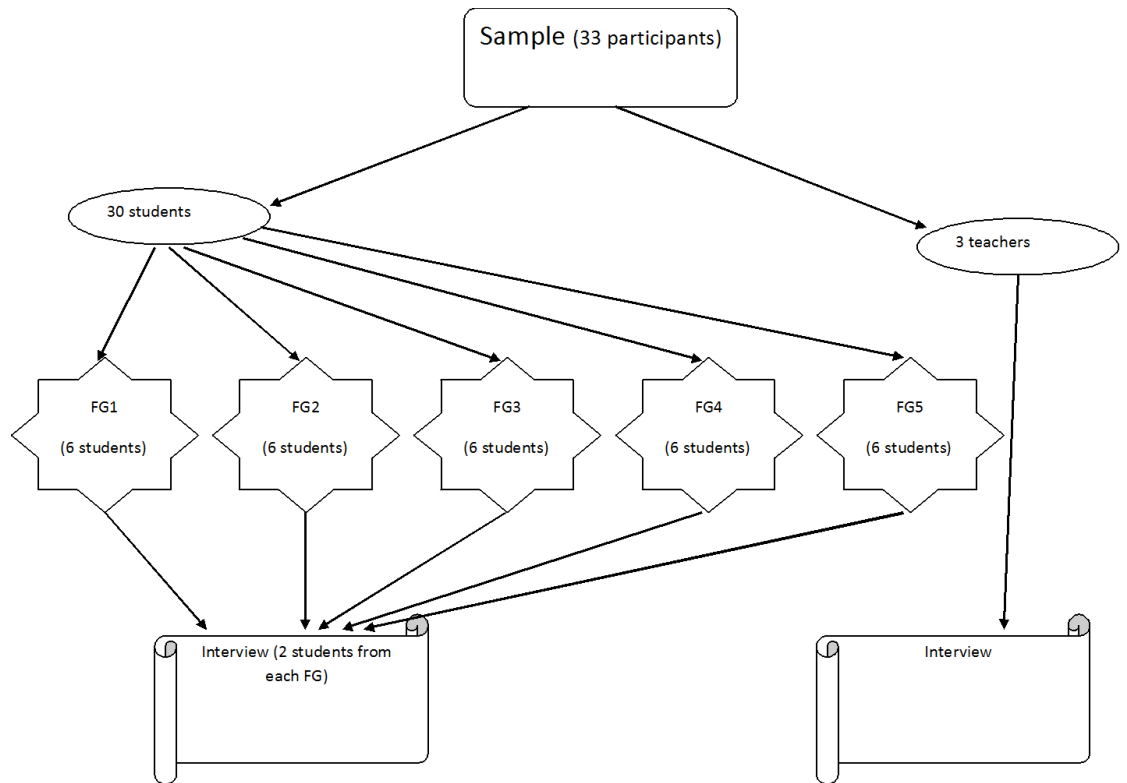 Sample (33 participants)
30 students
3 teachers
FG1
(6 students)
FG2
(6 students)
FG3
(6 students)
FG4
(6 students)
FG5
(6 students)
Interview (2 students from
each FG)
Interview